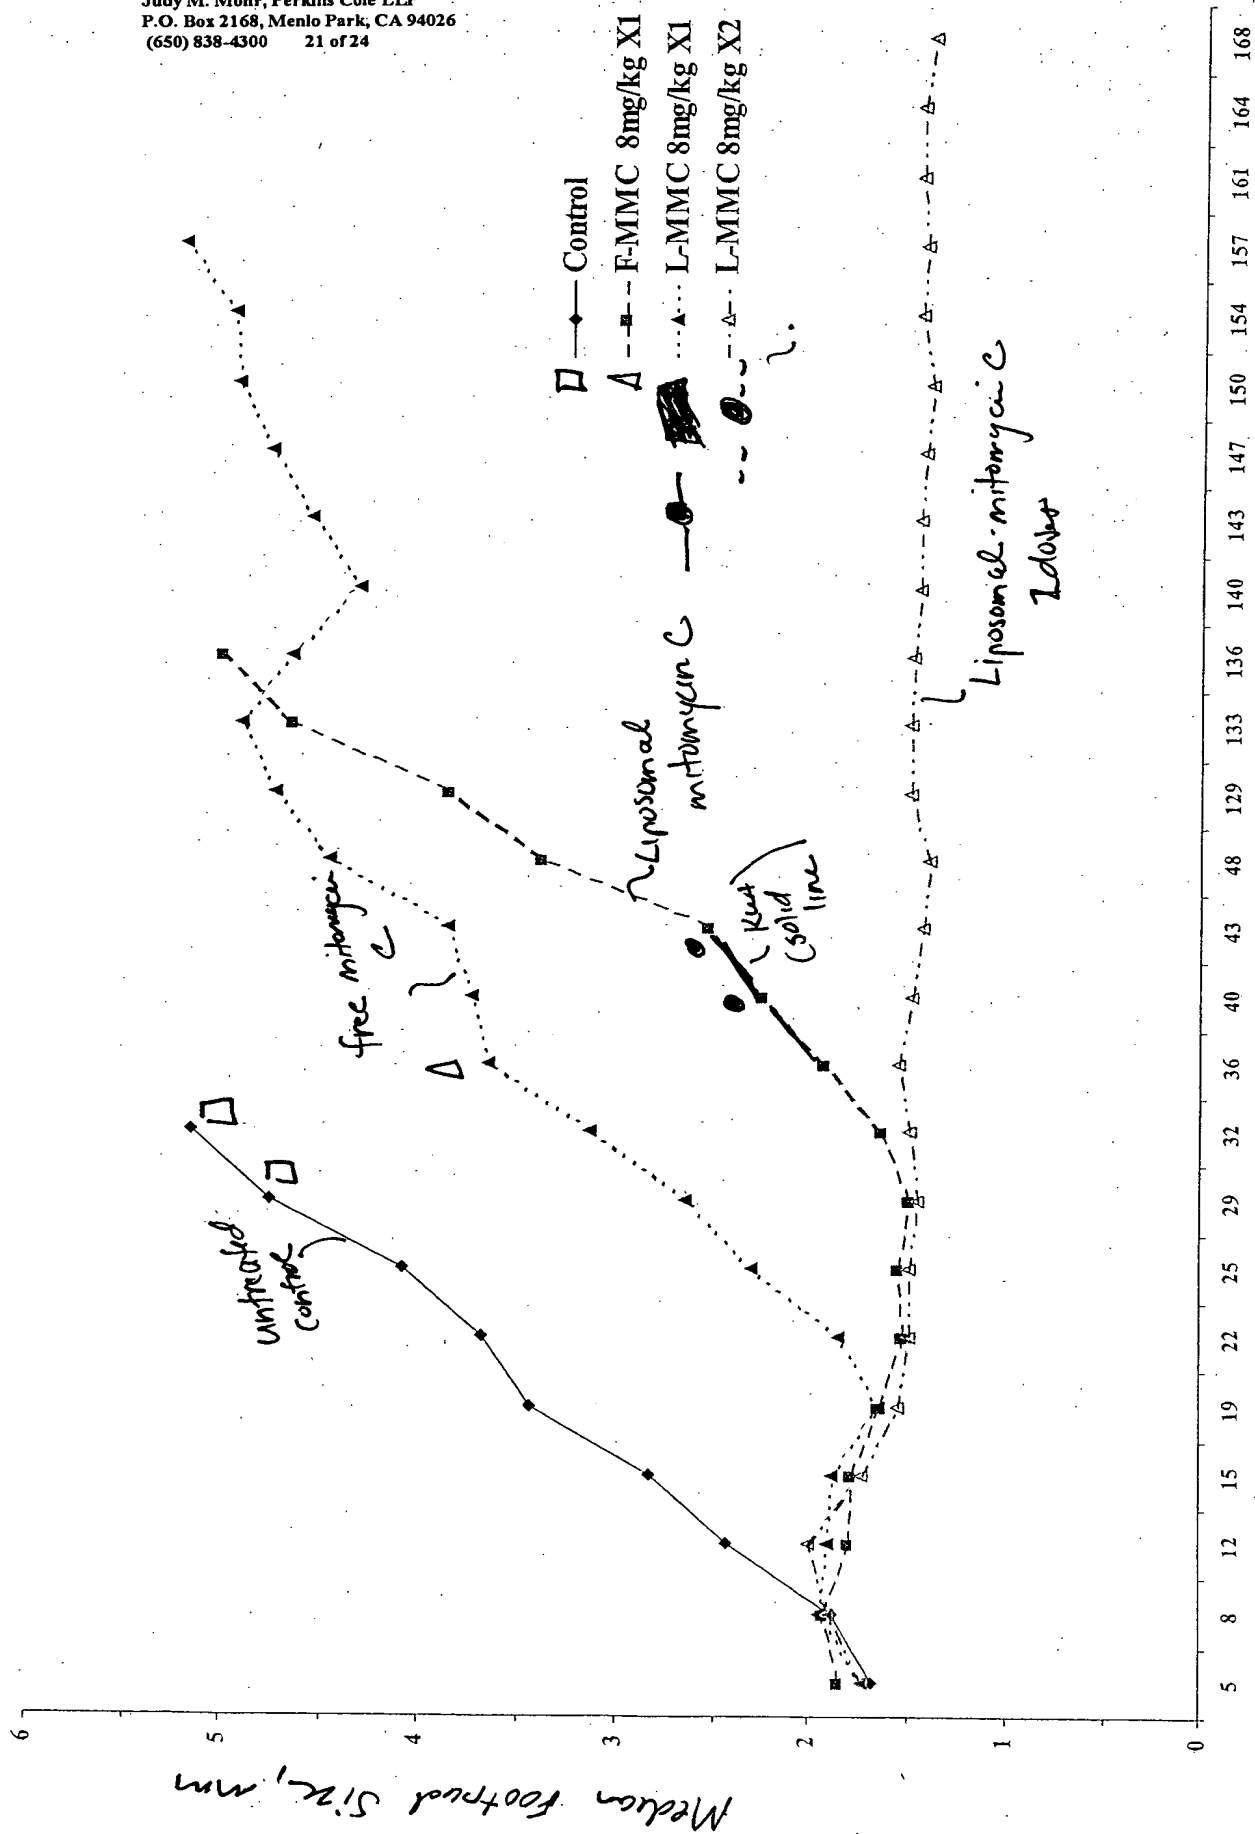 Judy M. Mohr, Perkins Coie LLP
P.O. Box 2168, Menlo Park, CA 94026
(650) 838-4300 21 of 24
Median Footpad Size, mm
6
5
4
3
2
1
0
5 8 12 15 19 22 25 29 32 36 40 43 48 129 133 136 140 143 147 150 154 157 161 164 168
Control
F-MMC 8mg/kg X1
L-MMC 8mg/kg X1
L-MMC 8mg/kg X2
untreated
control
free mitomycin
C
Liposomal
mitomycin C
solid
line
Liposomal-mitomycin C
2 doses